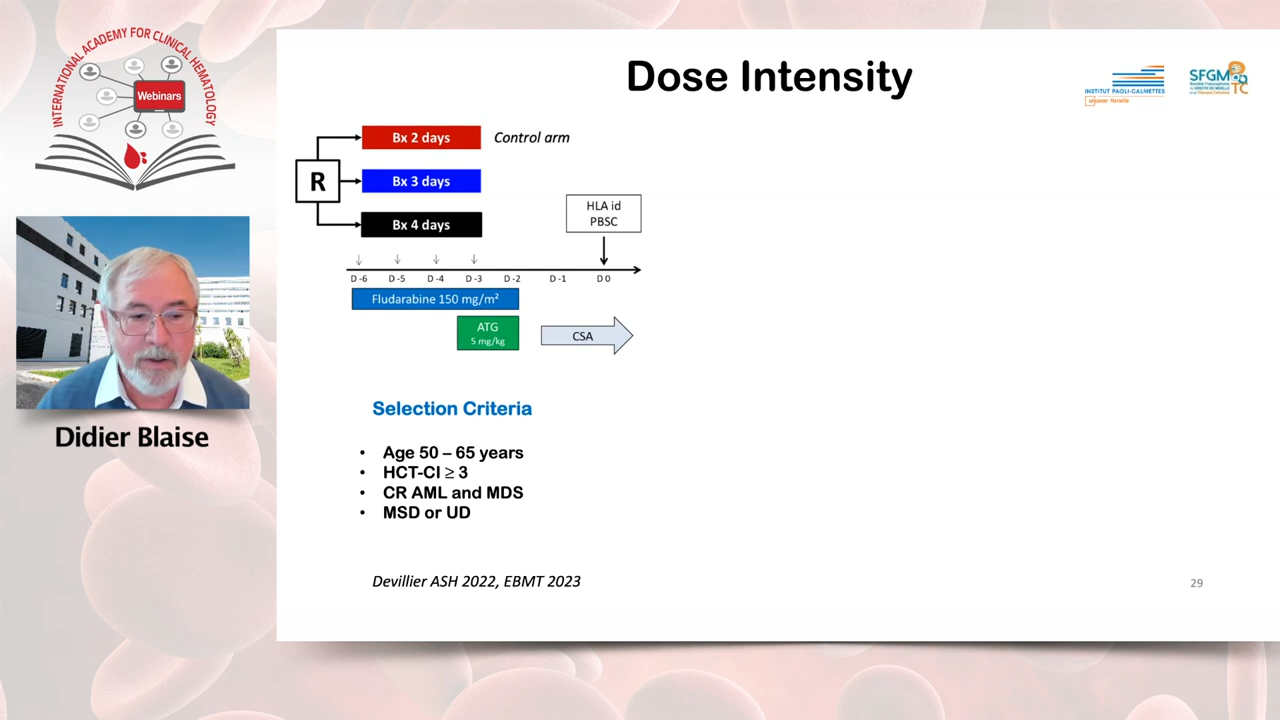 INTERNATIONAL ACADEMY FOR CLINICAL HEMATOLOGY
Webinars
Didier Blaise
Dose Intensity
INSTITUT PAOLI-CALMETTES
SFGM
TC
R
Bx 2 days
Control arm
Bx 3 days
Bx 4 days
HLA id
PBSC
D -6
D -5
D -4
D -3
D -2
D -1
D 0
Fludarabine 150 mg/m²
ATG
5 mg/kg
CSA
Selection Criteria
• Age 50 – 65 years
• HCT-CI ≥ 3
• CR AML and MDS
• MSD or UD
Devillier ASH 2022, EBMT 2023
29